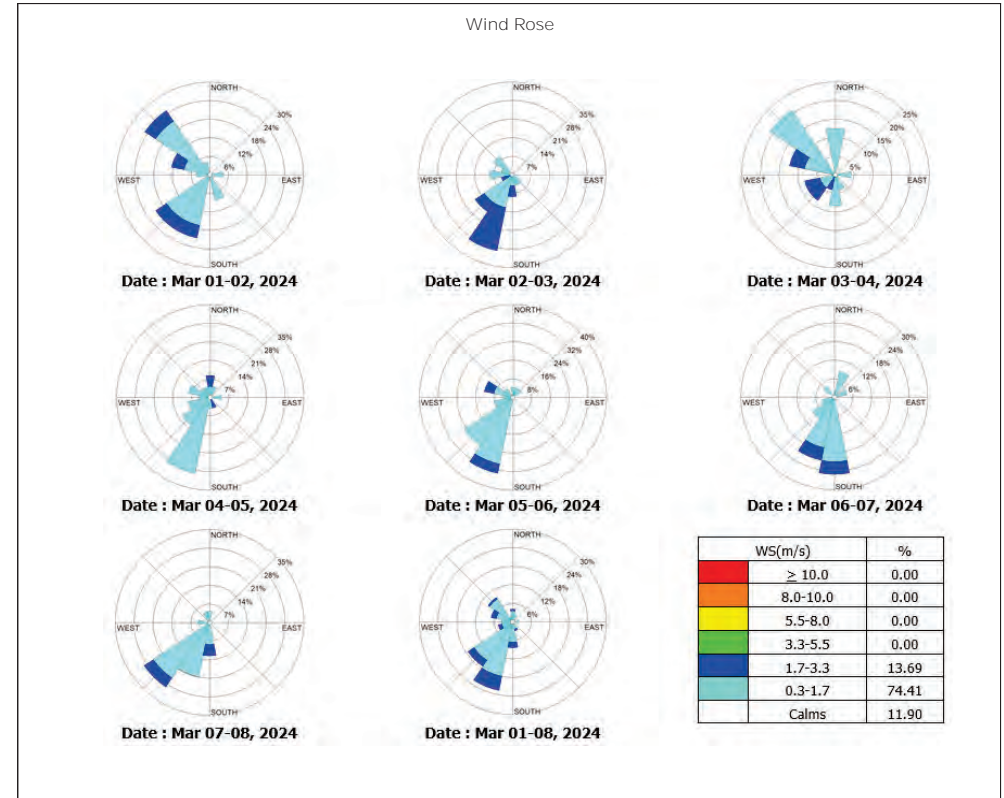 Wind Rose
NORTH
30%
24%
18%
12%
6%
WEST
EAST
SOUTH
Date : Mar 01-02, 2024
NORTH
35%
28%
21%
14%
7%
WEST
EAST
SOUTH
Date : Mar 02-03, 2024
NORTH
25%
20%
15%
10%
5%
WEST
EAST
SOUTH
Date : Mar 03-04, 2024
NORTH
35%
28%
21%
14%
7%
WEST
EAST
SOUTH
Date : Mar 04-05, 2024
NORTH
40%
32%
24%
16%
8%
WEST
EAST
SOUTH
Date : Mar 05-06, 2024
NORTH
30%
24%
18%
12%
6%
WEST
EAST
SOUTH
Date : Mar 06-07, 2024
NORTH
35%
28%
21%
14%
7%
WEST
EAST
SOUTH
Date : Mar 07-08, 2024
NORTH
30%
24%
18%
12%
6%
WEST
EAST
SOUTH
Date : Mar 01-08, 2024
WS(m/s) %
≥ 10.0 0.00
8.0-10.0 0.00
5.5-8.0 0.00
3.3-5.5 0.00
1.7-3.3 13.69
0.3-1.7 74.41
Calms 11.90